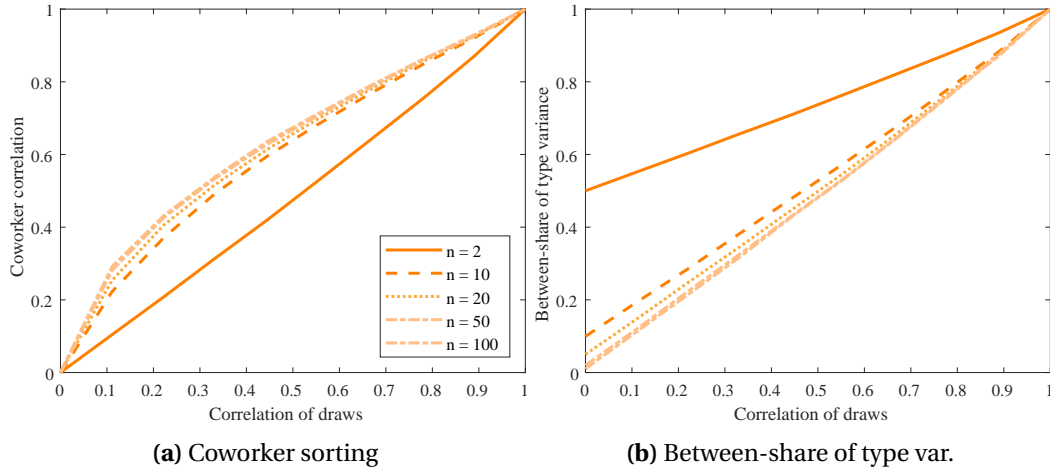 1
0.8
0.6
0.4
0.2
0
Coworker correlation
n = 2
n = 10
n = 20
n = 50
n = 100
0 0.1 0.2 0.3 0.4 0.5 0.6 0.7 0.8 0.9 1
Correlation of draws
(a) Coworker sorting
1
0.8
0.6
0.4
0.2
0
Between-share of type variance
0 0.1 0.2 0.3 0.4 0.5 0.6 0.7 0.8 0.9 1
Correlation of draws
(b) Between-share of type var.